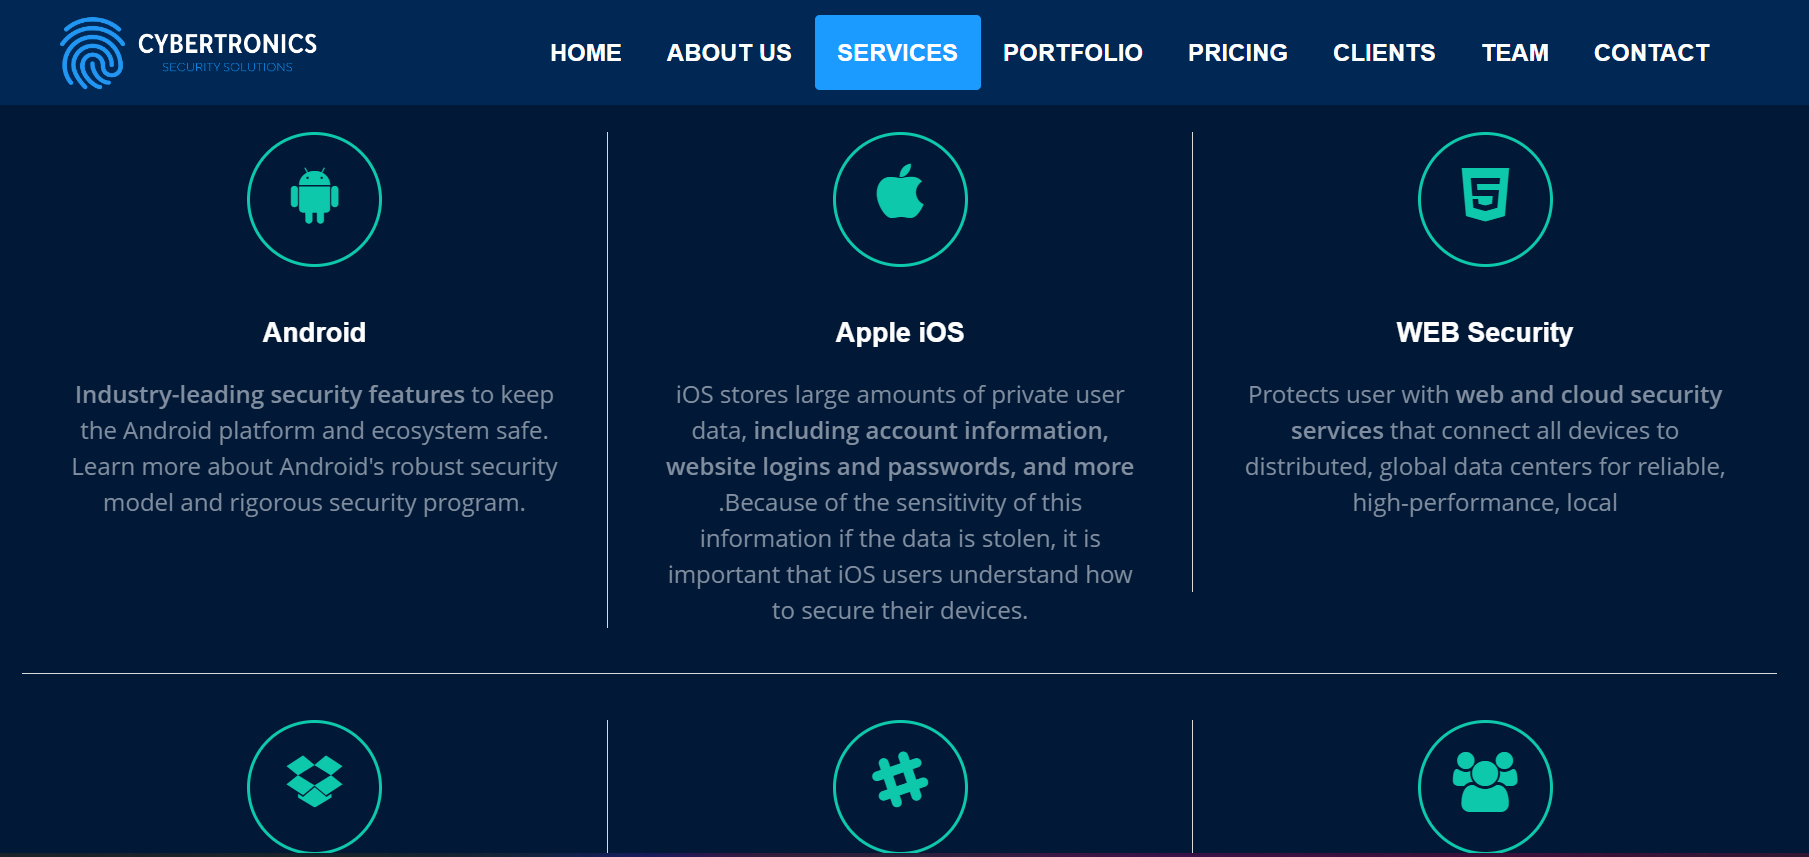 CYBERTRONICS
SECURITY SOLUTIONS
HOME ABOUT US SERVICES PORTFOLIO PRICING CLIENTS TEAM CONTACT
Android
Industry-leading security features to keep
the Android platform and ecosystem safe.
Learn more about Android's robust security
model and rigorous security program.
Apple iOS
iOS stores large amounts of private user
data, including account information,
website logins and passwords, and more
.Because of the sensitivity of this
information if the data is stolen, it is
important that iOS users understand how
to secure their devices.
WEB Security
Protects user with web and cloud security
services that connect all devices to
distributed, global data centers for reliable,
high-performance, local